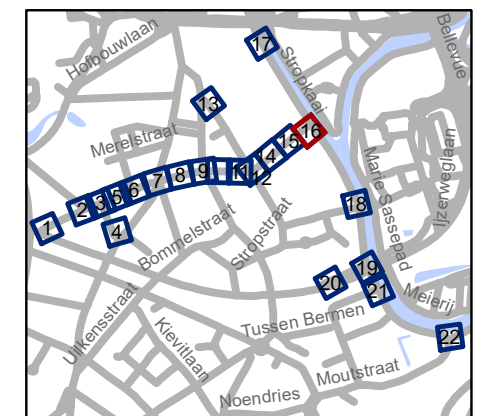 Hofbouwlaan
Bellevue
17
Stropkaai
13
16
Merelstraat
15
14
Ijzerweglaan
11
12
9
8
7
6
5
3
2
1
4
Marie Sassepad
18
Bommelstraat
Stropstraat
19
20
21
Meierij
Uilkensstraat
Tussen Bermen
Kievitlaan
22
Moutstraat
Noendries